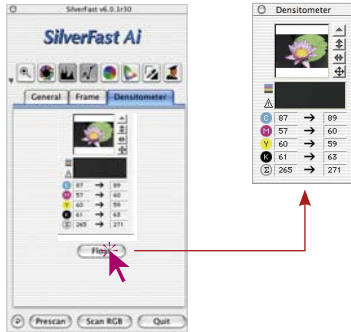 SilverFast v6.0.1r30
SilverFast Ai
General Frame Densitometer
C 87 → 89
M 57 → 60
Y 60 → 59
K 61 → 63
Σ 265 → 271
Float
Prescan Scan RGB Quit
Densitometer
C 87 → 89
M 57 → 60
Y 60 → 59
K 61 → 63
Σ 265 → 271